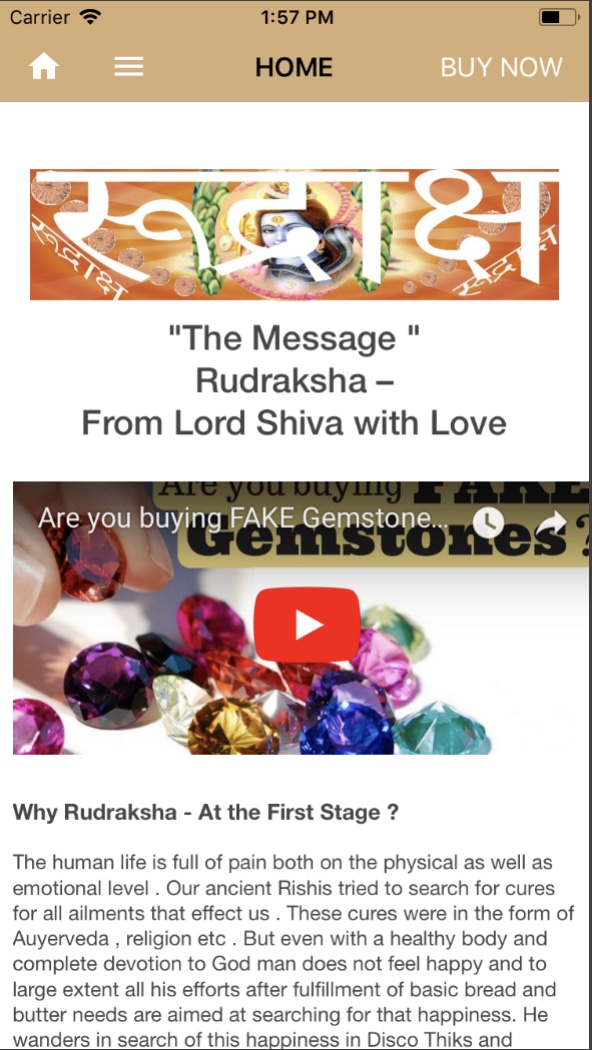 Carrier 1:57 PM
HOME BUY NOW
रूद्राक्ष
रूद्राक्ष रूद्राक्ष
"The Message "
Rudraksha –
From Lord Shiva with Love
Are you buying FAKE
Are you buying FAKE Gemstone...
Gemstones?
Why Rudraksha - At the First Stage ?
The human life is full of pain both on the physical as well as
emotional level . Our ancient Rishis tried to search for cures
for all ailments that effect us . These cures were in the form of
Auyerveda , religion etc . But even with a healthy body and
complete devotion to God man does not feel happy and to
large extent all his efforts after fulfillment of basic bread and
butter needs are aimed at searching for that happiness. He
wanders in search of this happiness in Disco Thiks and